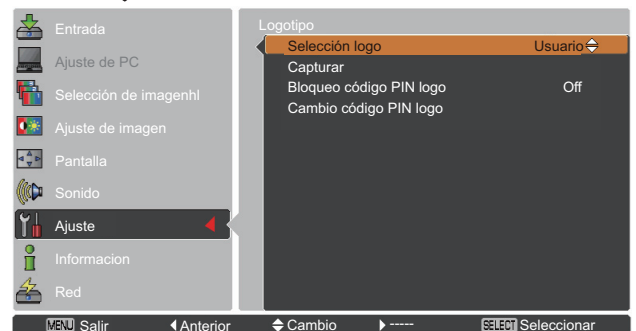 Entrada
Ajuste de PC
Selección de imagenhl
Ajuste de imagen
Pantalla
Sonido
Ajuste
Informacion
Red
Logotipo
Selección logo Usuario
Capturar
Bloqueo código PIN logo Off
Cambio código PIN logo
MENU Salir Anterior Cambio ----- SELECT Seleccionar